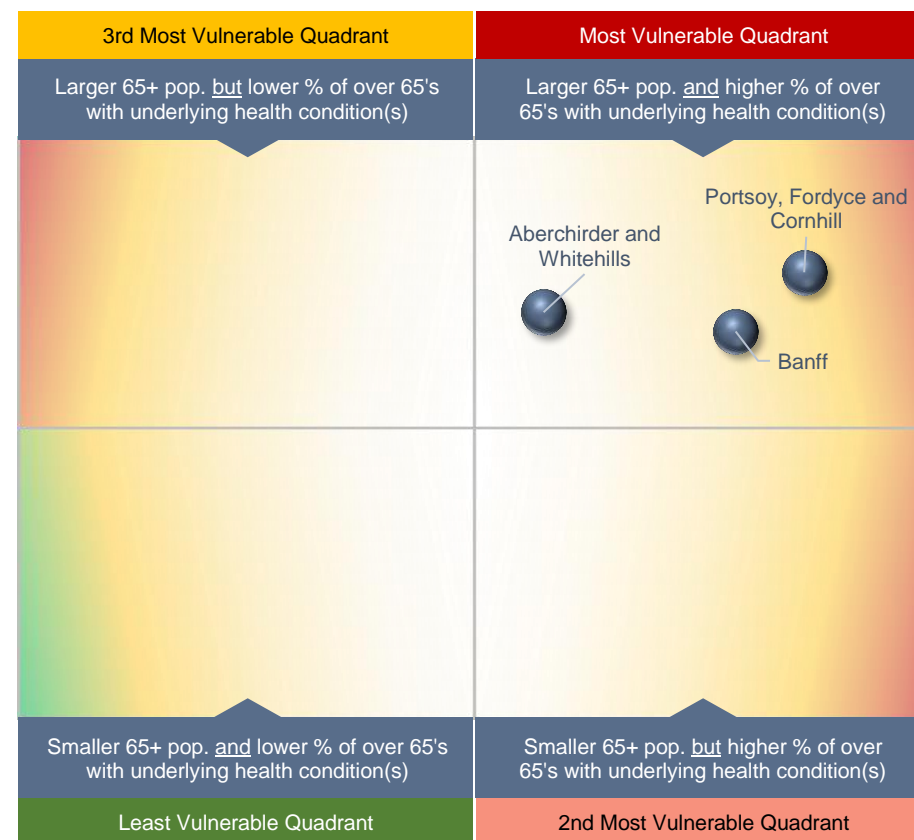 3rd Most Vulnerable Quadrant
Most Vulnerable Quadrant
Larger 65+ pop. but lower % of over 65's
with underlying health condition(s)
Larger 65+ pop. and higher % of over
65's with underlying health condition(s)
Portsoy, Fordyce and
Cornhill
Aberchirder and
Whitehills
Banff
Smaller 65+ pop. and lower % of over 65's
with underlying health condition(s)
Smaller 65+ pop. but higher % of over
65's with underlying health condition(s)
Least Vulnerable Quadrant
2nd Most Vulnerable Quadrant